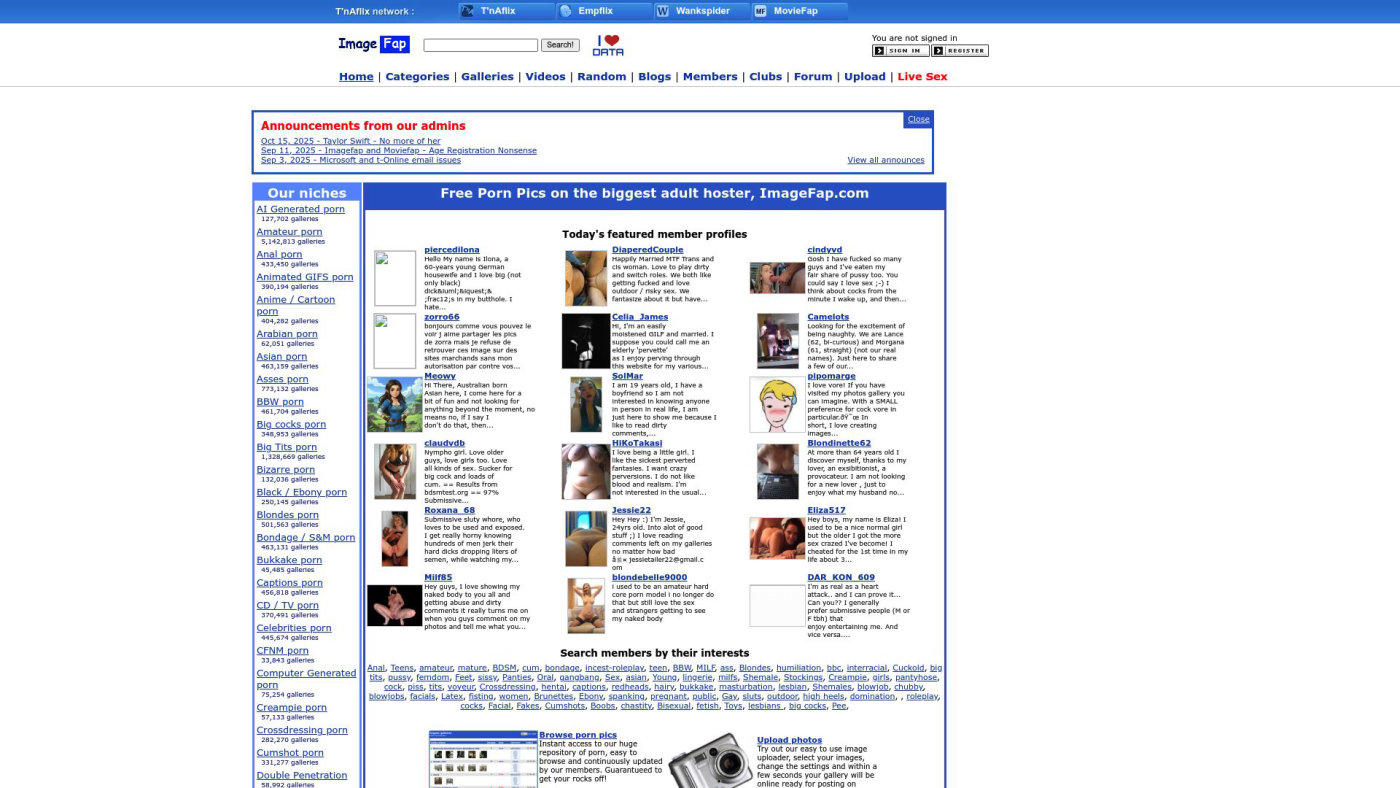 T'nAflix network :
T'nAflix
Empflix
W Wankspider
MF MovieFap
Image Fap
Search!
I
DATA
You are not signed in
SIGN IN
REGISTER
Home | Categories | Galleries | Videos | Random | Blogs | Members | Clubs | Forum | Upload | Live Sex
Announcements from our admins
Close
Oct 15, 2025 - Taylor Swift - No more of her
Sep 11, 2025 - Imagefap and Moviefap - Age Registration Nonsense
Sep 3, 2025 - Microsoft and t-Online email issues
View all announces
Our niches
AI Generated porn
127,702 galleries
Amateur porn
5,142,813 galleries
Anal porn
433,450 galleries
Animated GIFS porn
390,194 galleries
Anime / Cartoon
porn
404,282 galleries
Arabian porn
62,051 galleries
Asian porn
463,159 galleries
Asses porn
773,132 galleries
BBW porn
461,704 galleries
Big cocks porn
348,953 galleries
Big Tits porn
1,328,669 galleries
Bizarre porn
132,036 galleries
Black / Ebony porn
250,145 galleries
Blondes porn
501,563 galleries
Bondage / S&M porn
463,131 galleries
Bukkake porn
45,485 galleries
Captions porn
456,818 galleries
CD / TV porn
370,491 galleries
Celebrities porn
445,674 galleries
CFNM porn
33,843 galleries
Computer Generated
porn
75,254 galleries
Creampie porn
57,133 galleries
Crossdressing porn
282,270 galleries
Cumshot porn
331,277 galleries
Double Penetration
58,992 galleries
Free Porn Pics on the biggest adult hoster, ImageFap.com
Today's featured member profiles
piercedilona
Hello My name is Ilona, a
60-years young German
housewife and I love big (not
only black)
dick&uml;&iquest;&
;frac12;s in my butthole. I
hate...
DiaperedCouple
Happily Married MTF Trans and
cis woman. Love to play dirty
and switch roles. We both like
getting fucked and love
outdoor / risky sex. We
fantasize about it but have...
cindyvd
Gosh I have fucked so many
guys and I've eaten my
fair share of pussy too. You
could say I love sex ;-) I
think about cocks from the
minute I wake up, and then...
zorro66
bonjours comme vous pouvez le
voir j aime partager les pics
de zorra mais je refuse de
retrouver ces image sur des
sites marchands sans mon
autorisation par contre vos...
Celia_James
Hi, I'm an easily
moistened GILF and married. I
suppose you could call me an
elderly 'pervette'
as I enjoy perving through
this website for my various...
Camelots
Looking for the excitement of
being naughty. We are Lance
(62, bi-curious) and Morgana
(61, straight) (not our real
names). Just here to share
a few of our...
Meowy
Hi There, Australian born
Asian here, I come here for a
bit of fun and not looking for
anything beyond the moment, no
means no, if I say I
don't do that, then...
SolMar
I am 19 years old, I have a
boyfriend so I am not
interested in knowing anyone
in person in real life, I am
just here to show me because I
like to read dirty
comments,...
pipomarge
I love vore! If you have
visited my photos gallery you
can imagine. With a SMALL
preference for cock vore in
short, I love creating
images...
claudvdb
Nympho girl. Love older
guys, love girls too. Love
all kinds of sex. Sucker for
big cock and loads of
cum. == Results from
bdsmtest.org == 97%
Submissive...
Blondinette62
At more than 64 years old I
discover myself, thanks to my
lover, an exsibitionist, a
provocateur. I am not looking
for a new lover , just to
enjoy what my husband no...
Roxana_68
Submissive sluty whore, who
loves to be used and exposed.
I get really horny knowing
hundreds of men jerk their
hard dicks dropping liters of
semen, while watching my...
Jessie22
Hey Hey :) I'm Jessie,
24yrs old. Into alot of good
stuff ;) I love reading
comments left on my galleries
no matter how bad
Eliza517
Hey boys, my name is Eliza! I
used to be a nice normal girl
but the older I got the more
sex crazed I've become! I
cheated for the 1st time in my
life about 3...
Milf85
Hey guys, I love showing my
naked body to you all and
getting abuse and dirty
comments it really turns me on
when you guys comment on my
photos and tell me what you...
blondebelle9000
i used to be an amateur hard
core porn model i no longer do
that but still love the sex
and strangers getting to see
my naked body
DAR_KON_609
I'm as real as a heart
attack.. and I can prove it...
Can you?? I generally
prefer submissive people (M or
F tbh) that
enjoy entertaining me. And
vice versa....
Search members by their interests
Anal, Teens, amateur, mature, BDSM, cum, bondage, incest-roleplay, teen, BBW, MILF, ass, Blondes, humiliation, bbc, interracial, Cuckold, big
tits, pussy, femdom, Feet, sissy, Panties, Oral, gangbang, Sex, asian, Young, lingerie, milfs, Shemale, Stockings, Creampie, girls, pantyhose,
cock, piss, tits, voyeur, Crossdressing, hentai, captions, redheads, hairy, bukkake, masturbation, lesbian, Shemales, blowjob, chubby,
blowjobs, facials, Latex, fisting, women, Brunettes, Ebony, spanking, pregnant, public, Gay, sluts, outdoor, high heels, domination, , roleplay,
cocks, Facial, Fakes, Cumshots, Boobs, chastity, Bisexual, fetish, Toys, lesbians , big cocks, Pee,
Browse porn pics
Instant access to our huge
repository of porn, easy to
browse and continuously updated
by our members. Guaranteued to
get your rocks off!
Upload photos
Try out our easy to use image
uploader, select your images,
change the settings and within a
few seconds your gallery will be
online ready for posting on